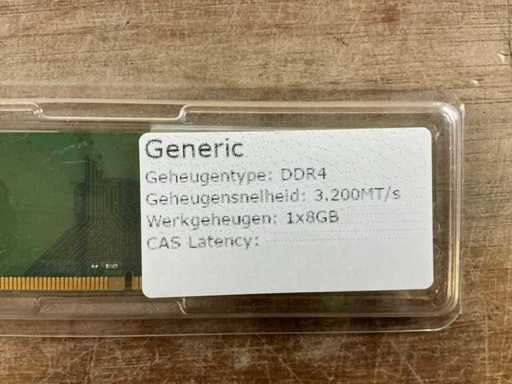 Generic
Geheugentype: DDR4
Geheugensnelheid: 3.200MT/s
Werkgeheugen: 1x8GB
CAS Latency: